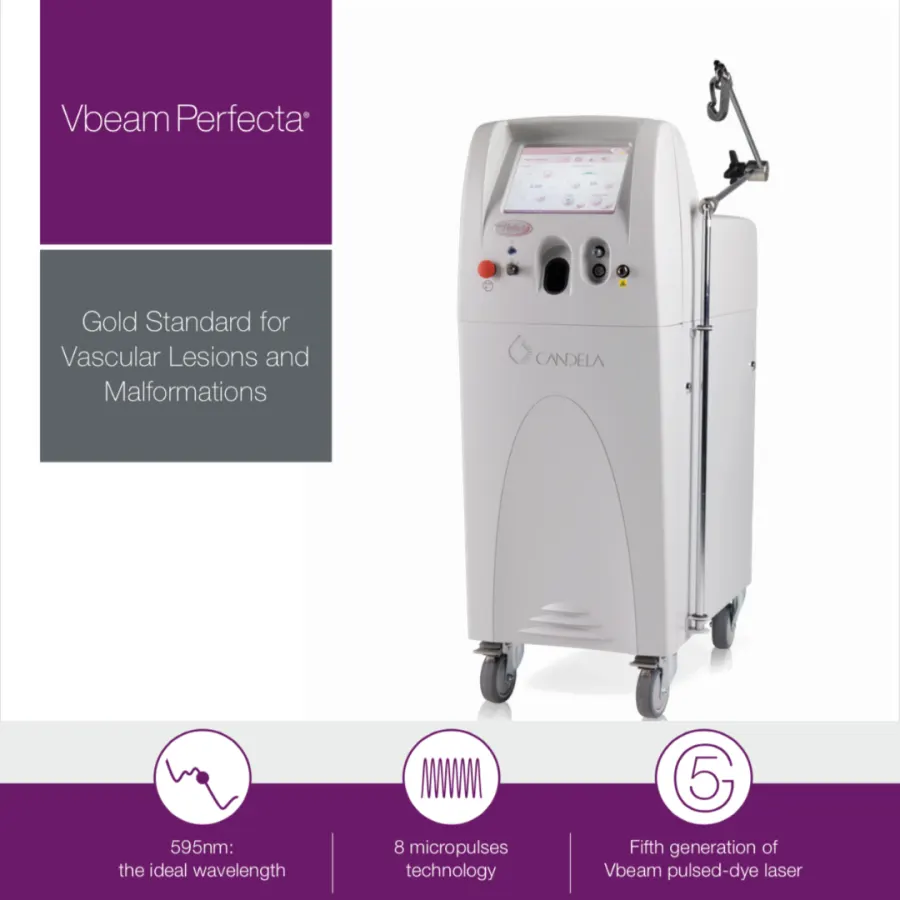 Vbeam Perfecta®
Gold Standard for
Vascular Lesions and
Malformations
CANDELA
5G
595nm:
the ideal wavelength
8 micropulses
technology
Fifth generation of
Vbeam pulsed-dye laser